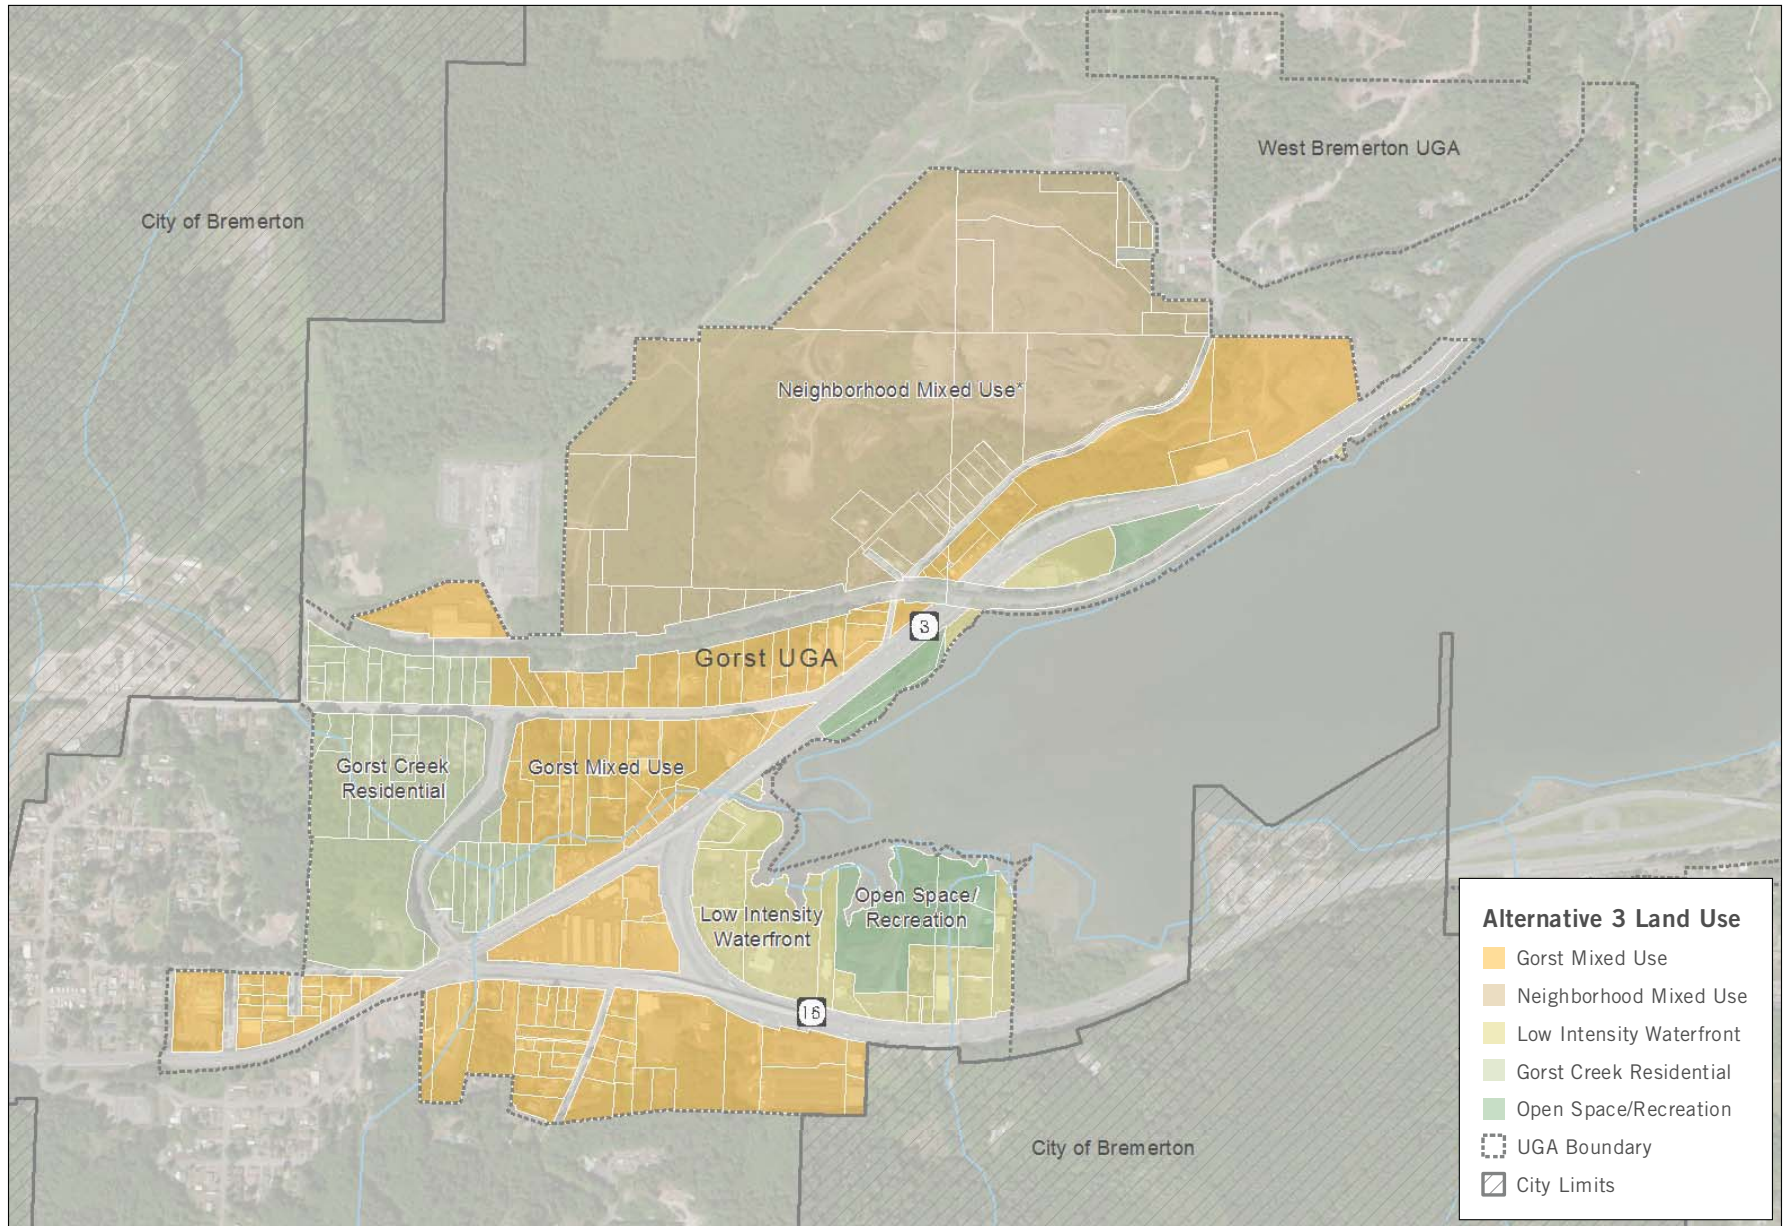 West Bremerton UGA
City of Bremerton
Neighborhood Mixed Use*
3
Gorst UGA
Gorst Creek
Residential
Gorst Mixed Use
Low Intensity
Waterfront
Open Space/
Recreation
16
City of Bremerton
Alternative 3 Land Use
Gorst Mixed Use
Neighborhood Mixed Use
Low Intensity Waterfront
Gorst Creek Residential
Open Space/Recreation
UGA Boundary
City Limits